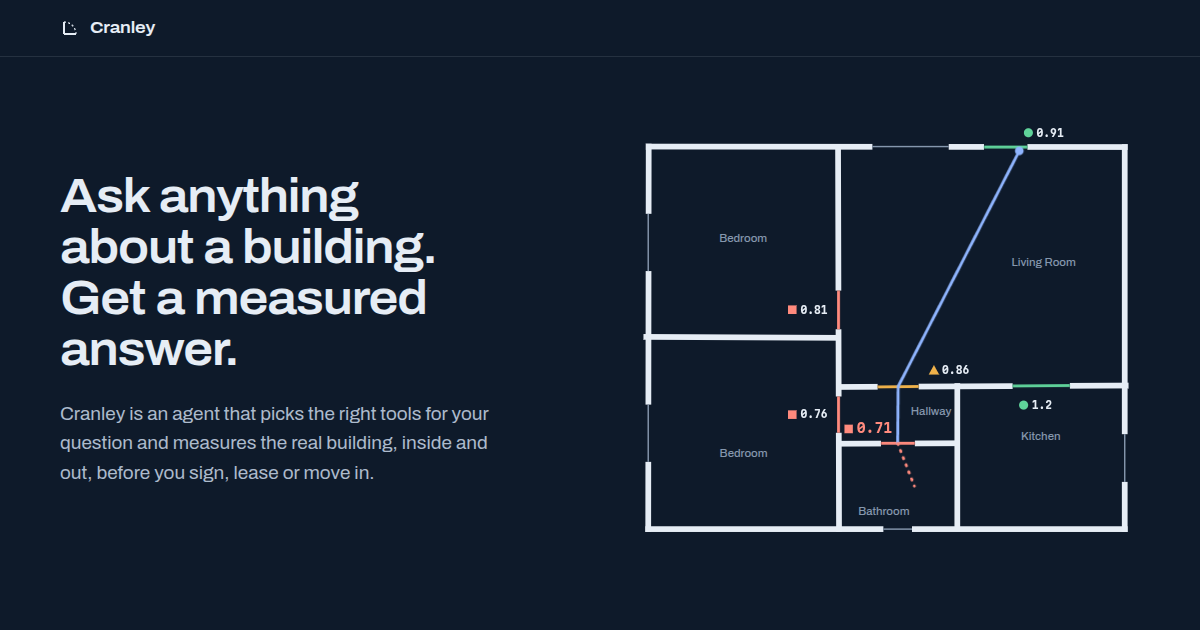 Cranley
Ask anything
about a building.
Get a measured
answer.
Cranley is an agent that picks the right tools for your
question and measures the real building, inside and
out, before you sign, lease or move in.
0.91
Bedroom
Living Room
0.81
0.86
1.2
0.76
Hallway
0.71
Kitchen
Bedroom
Bathroom